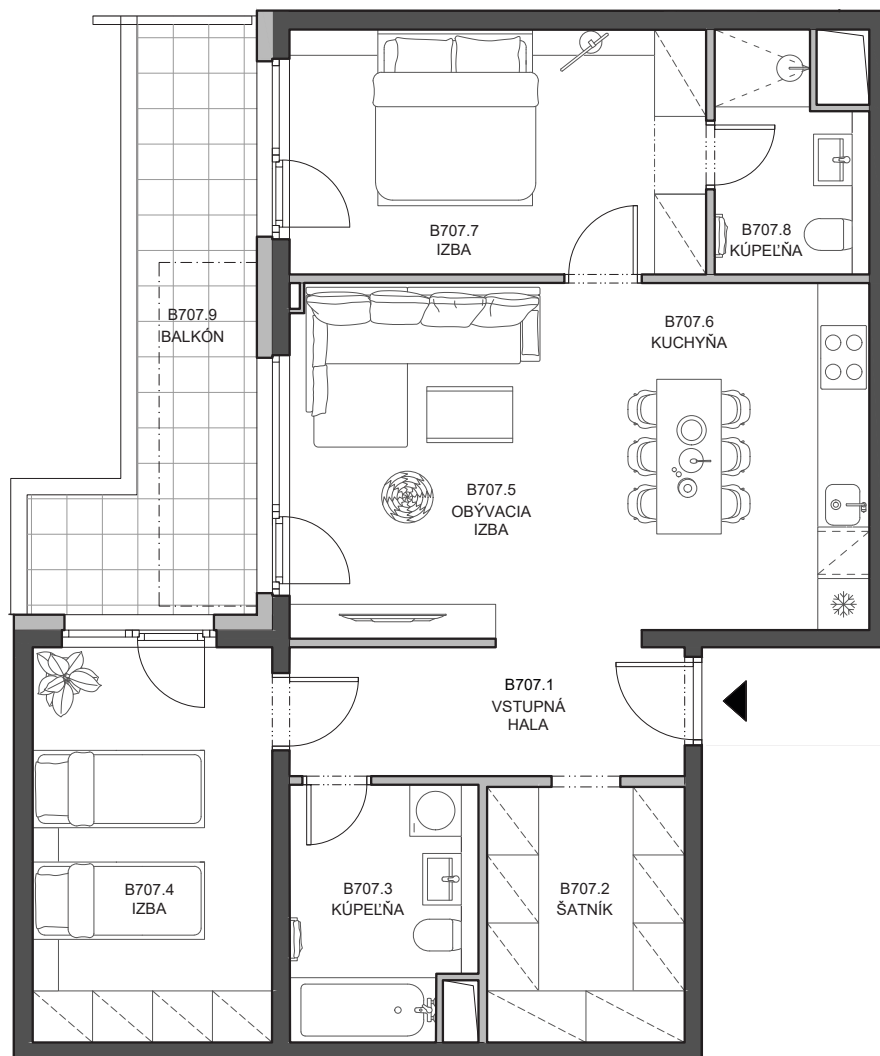 B707.7
IZBA
B707.8
KÚPEĽŇA
B707.9
BALKÓN
B707.6
KUCHYŇA
B707.5
OBÝVACIA
IZBA
B707.1
VSTUPNÁ
HALA
B707.4
IZBA
B707.3
KÚPEĽŇA
B707.2
ŠATNÍK